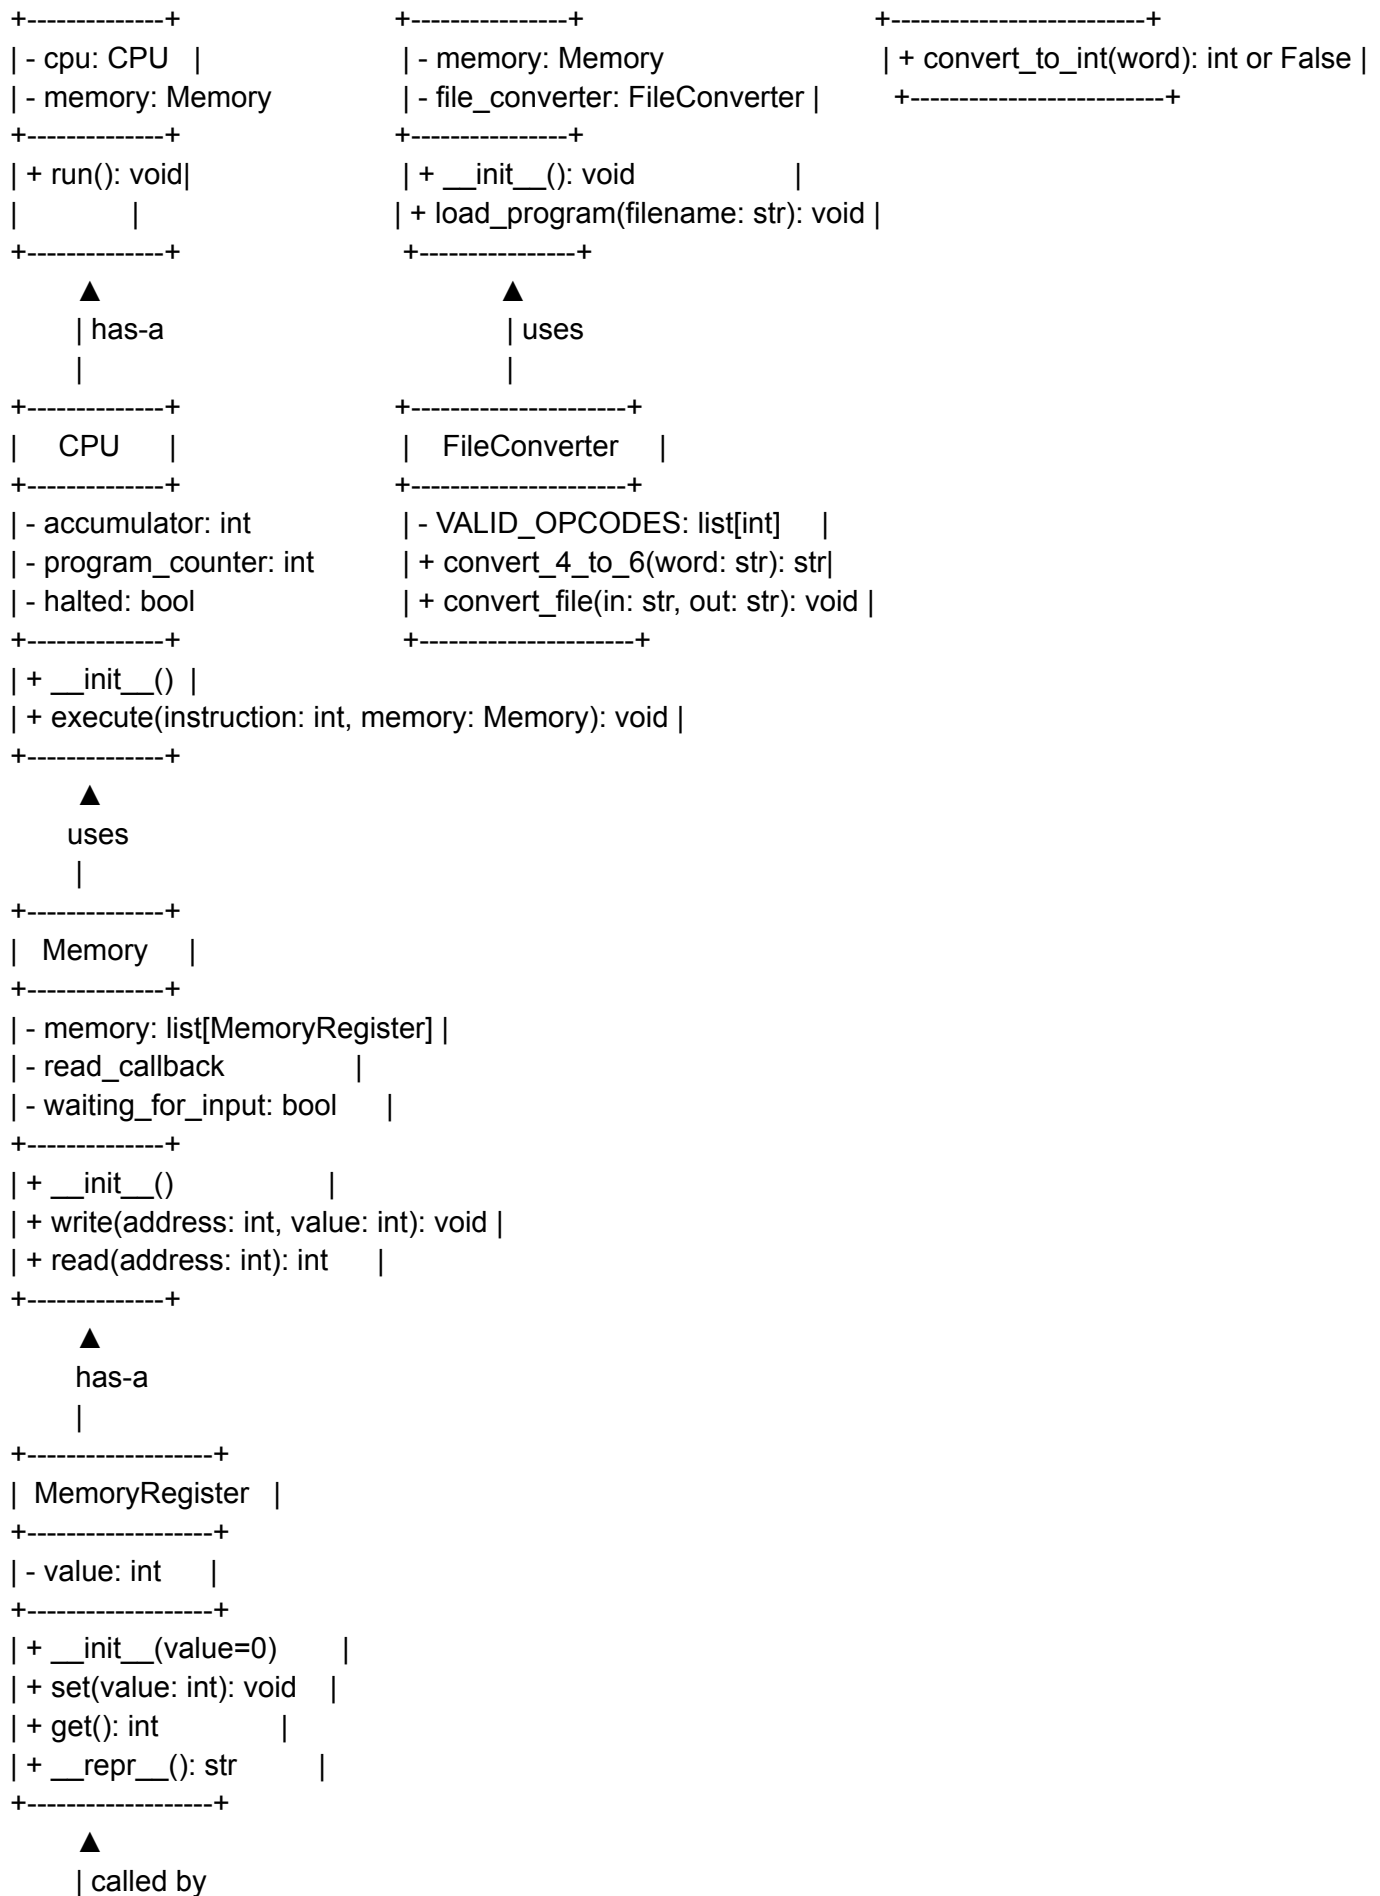 +--------------+ +----------------+ +--------------------------+
| - cpu: CPU | | - memory: Memory | + convert_to_int(word): int or False |
| - memory: Memory | - file_converter: FileConverter | +--------------------------+
+--------------+ +----------------+
| + run(): void| | + __init__(): void |
| | | + load_program(filename: str): void |
+--------------+ +----------------+
▲ ▲
| has-a | uses
| |
+--------------+ +----------------------+
| CPU | | FileConverter |
+--------------+ +----------------------+
| - accumulator: int | - VALID_OPCODES: list[int] |
| - program_counter: int | + convert_4_to_6(word: str): str|
| - halted: bool | + convert_file(in: str, out: str): void |
+--------------+ +----------------------+
| + __init__() |
| + execute(instruction: int, memory: Memory): void |
+--------------+
▲
uses
|
+--------------+
| Memory |
+--------------+
| - memory: list[MemoryRegister] |
| - read_callback |
| - waiting_for_input: bool |
+--------------+
| + __init__() |
| + write(address: int, value: int): void |
| + read(address: int): int |
+--------------+
▲
has-a
|
+-------------------+
| MemoryRegister |
+-------------------+
| - value: int |
+-------------------+
| + __init__(value=0) |
| + set(value: int): void |
| + get(): int |
| + __repr__(): str |
+-------------------+
▲
| called by